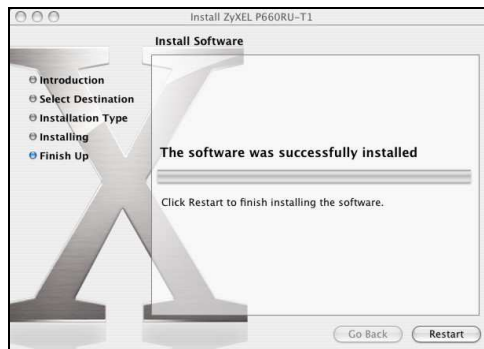 Install ZyXEL P660RU-T1
Install Software
Introduction
Select Destination
Installation Type
Installing
Finish Up
The software was successfully installed
Click Restart to finish installing the software.
Go Back
Restart